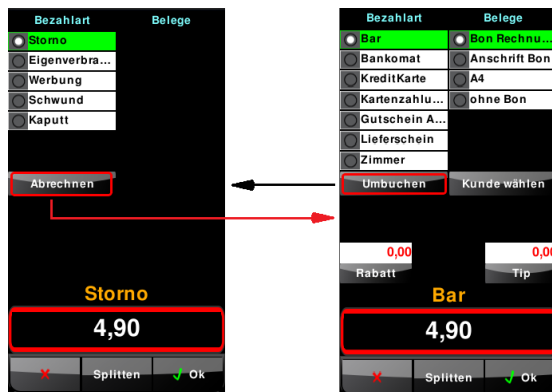 Bezahlart Belege
Storno
Eigenverbra...
Werbung
Schwund
Kaputt
Abrechnen
Storno
4,90
Splitten Ok
Bezahlart Belege
Bar Bon Rechnu...
Bankomat Anschrift Bon
KreditKarte A4
Kartenzahlu... ohne Bon
Gutschein A...
Lieferschein
Zimmer
Umbuchen Kunde wählen
0,00 0,00
Rabatt Tip
Bar
4,90
Splitten Ok